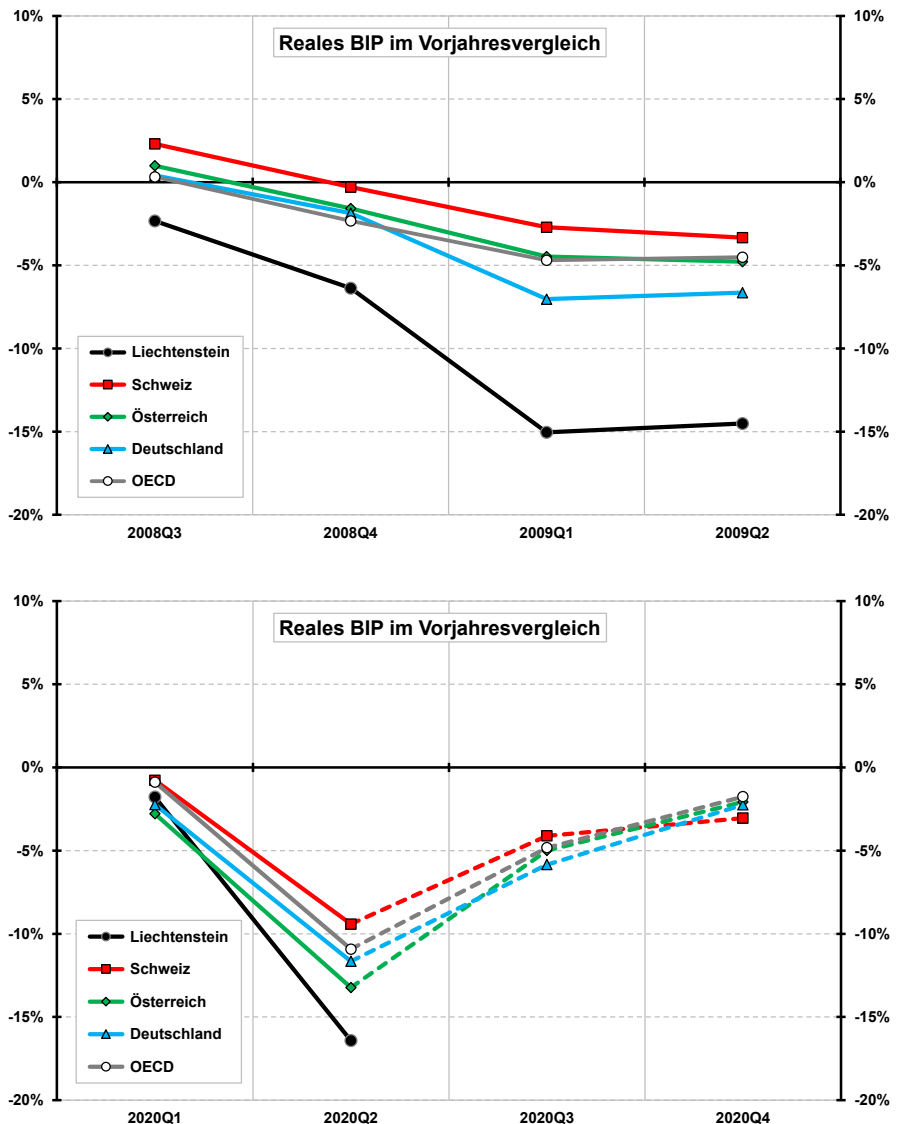 Reales BIP im Vorjahresvergleich
10% 10%
5% 5%
0% 0%
-5% -5%
-10% -10%
-15% -15%
-20% -20%
Liechtenstein
Schweiz
Österreich
Deutschland
OECD
2008Q3 2008Q4 2009Q1 2009Q2
Reales BIP im Vorjahresvergleich
10% 10%
5% 5%
0% 0%
-5% -5%
-10% -10%
-15% -15%
-20% -20%
Liechtenstein
Schweiz
Österreich
Deutschland
OECD
2020Q1 2020Q2 2020Q3 2020Q4